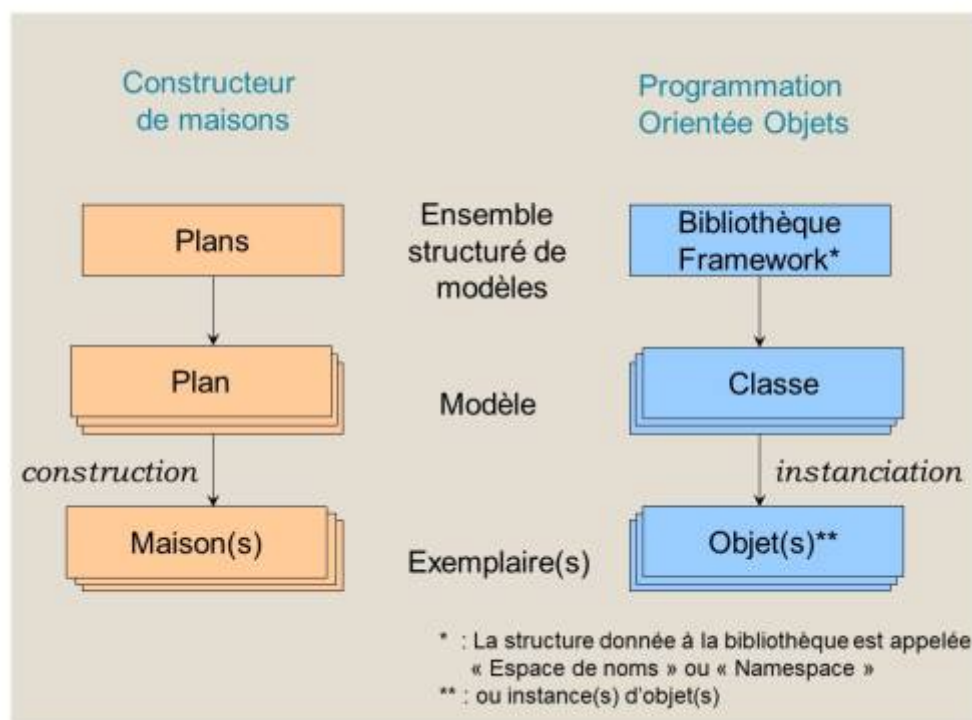 Constructeur
de maisons
Programmation
Orientée Objets
Plans
Ensemble
structuré de
modèles
Bibliothèque
Framework*
Plan
Modèle
Classe
construction
instanciation
Maison(s)
Exemplaire(s)
Objet(s)**
* : La structure donnée à la bibliothèque est appelée
« Espace de noms » ou « Namespace »
** : ou instance(s) d'objet(s)